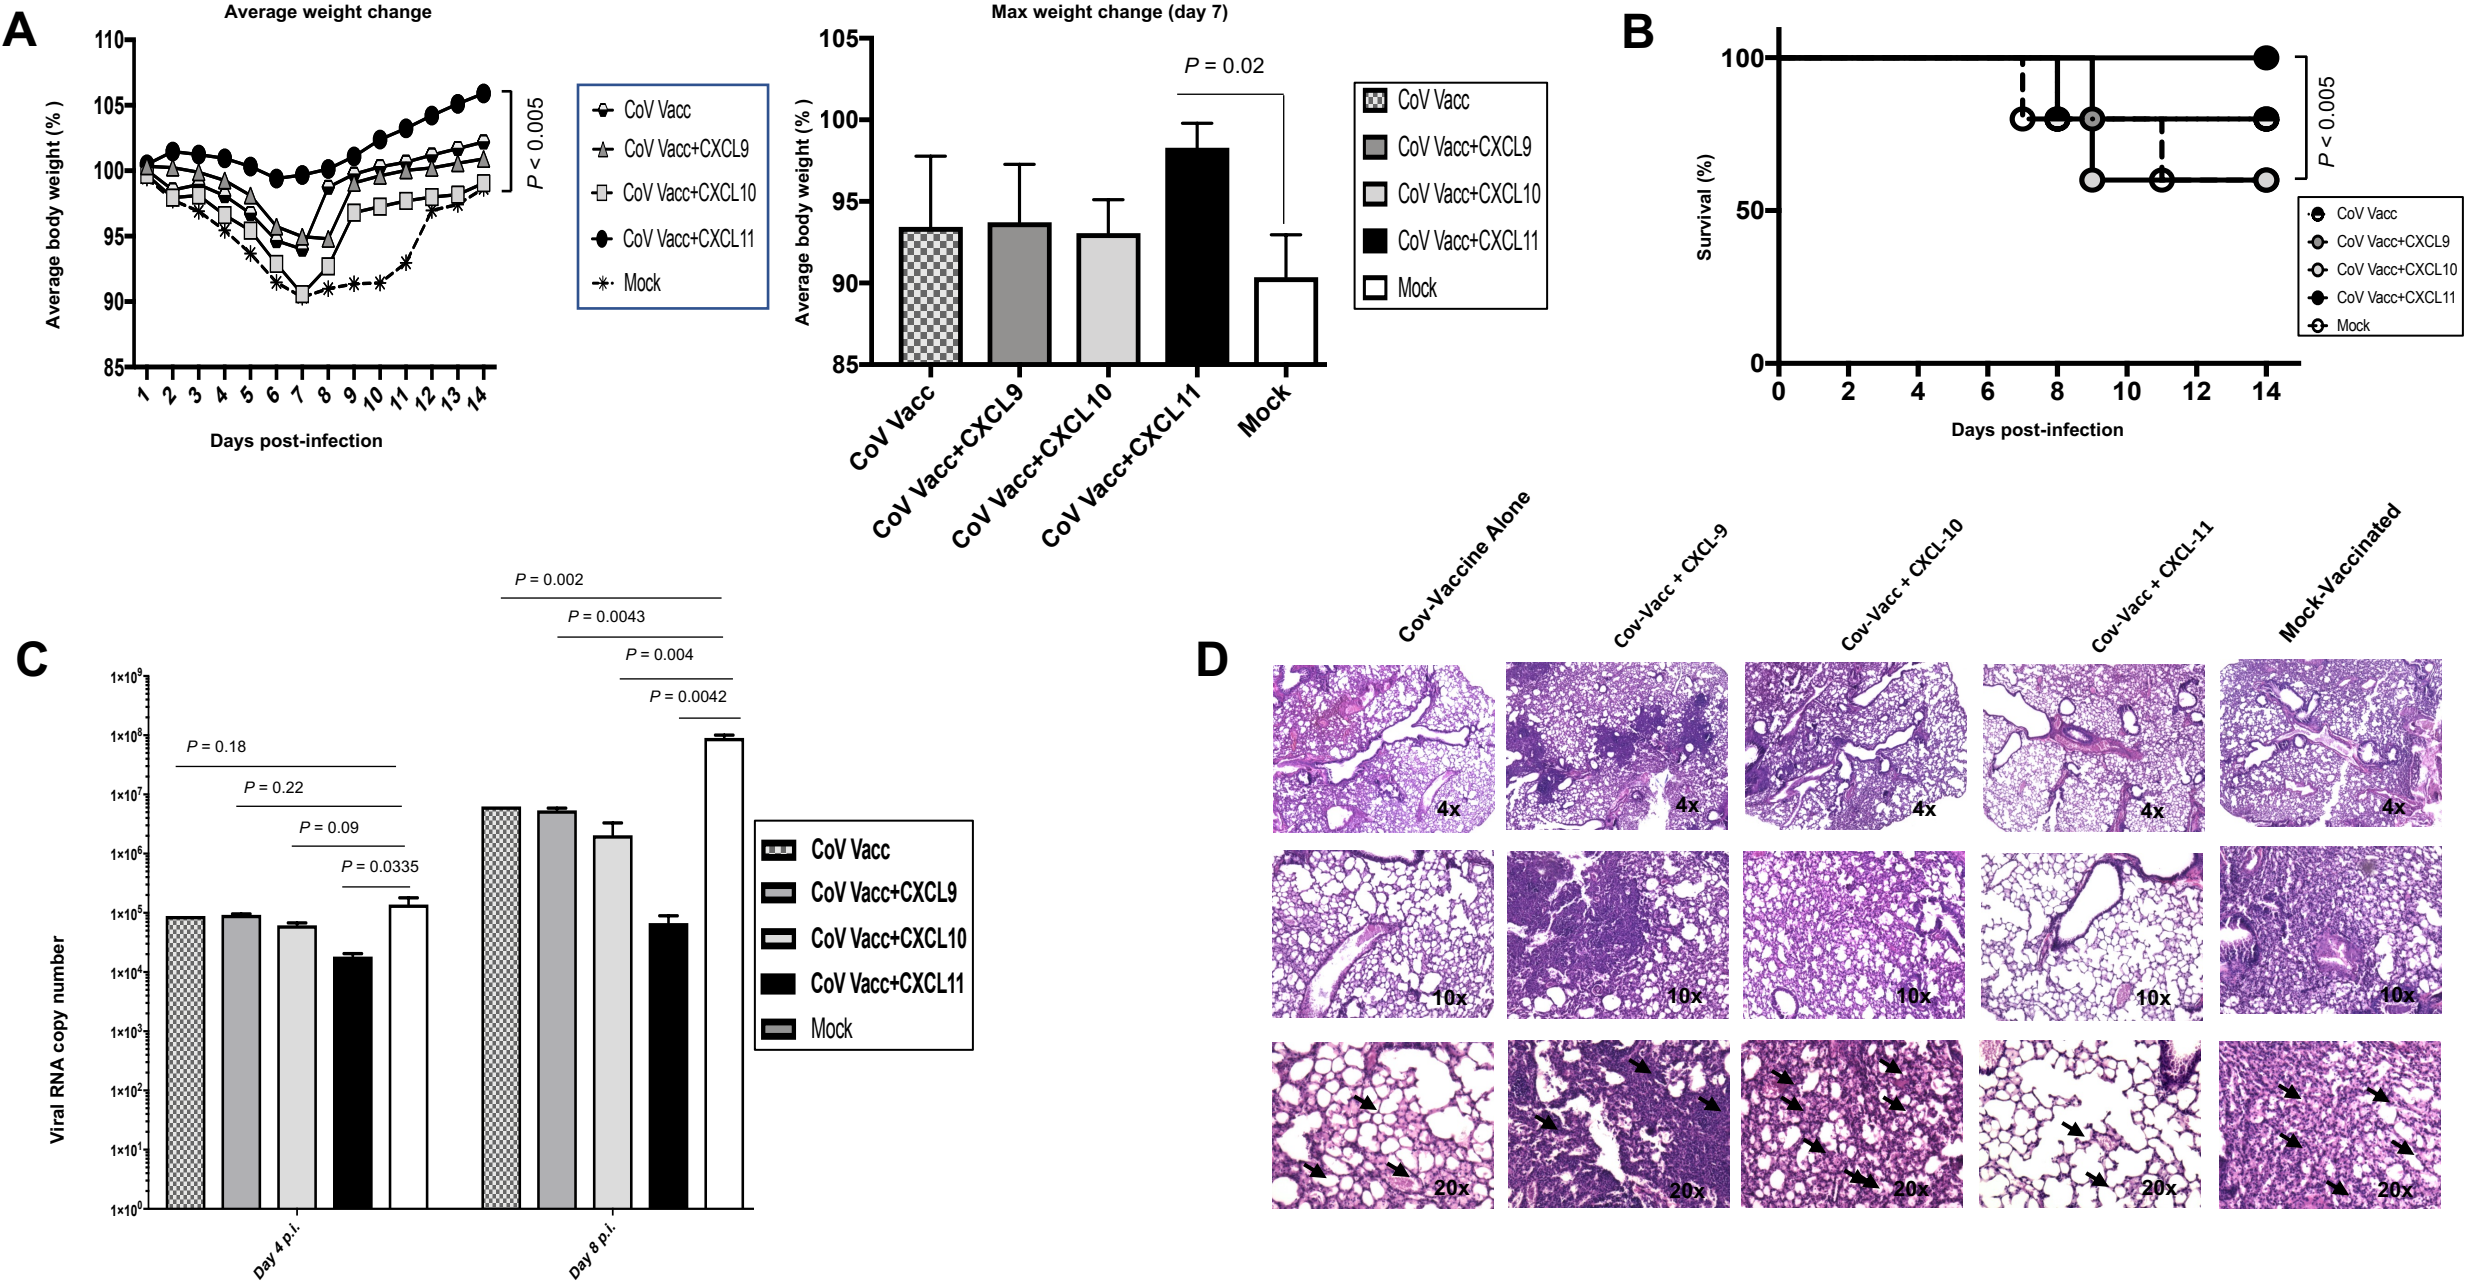 A
Average weight change
Average body weight (% )
110
105
100
95
90
85
1 2 3 4 5 6 7 8 9 10 11 12 13 14
Days post-infection
P < 0.005
CoV Vacc
CoV Vacc+CXCL9
CoV Vacc+CXCL10
CoV Vacc+CXCL11
Mock
Max weight change (day 7)
Average body weight (% )
105
100
95
90
85
P = 0.02
CoV Vacc
CoV Vacc+CXCL9
CoV Vacc+CXCL10
CoV Vacc+CXCL11
Mock
CoV Vacc
CoV Vacc+CXCL9
CoV Vacc+CXCL10
CoV Vacc+CXCL11
Mock
B
Survival (%)
100
50
0
0 2 4 6 8 10 12 14
Days post-infection
P < 0.005
CoV Vacc
CoV Vacc+CXCL9
CoV Vacc+CXCL10
CoV Vacc+CXCL11
Mock
C
Viral RNA copy number
1×10⁹
1×10⁸
1×10⁷
1×10⁶
1×10⁵
1×10⁴
1×10³
1×10²
1×10¹
1×10⁰
P = 0.18
P = 0.22
P = 0.09
P = 0.0335
P = 0.002
P = 0.0043
P = 0.004
P = 0.0042
Day 4 p.i.
Day 8 p.i.
CoV Vacc
CoV Vacc+CXCL9
CoV Vacc+CXCL10
CoV Vacc+CXCL11
Mock
D
Cov-Vaccine Alone
Cov-Vacc + CXCL-9
Cov-Vacc + CXCL-10
Cov-Vacc + CXCL-11
Mock-Vaccinated
4x 4x 4x 4x 4x
10x 10x 10x 10x 10x
20x 20x 20x 20x 20x